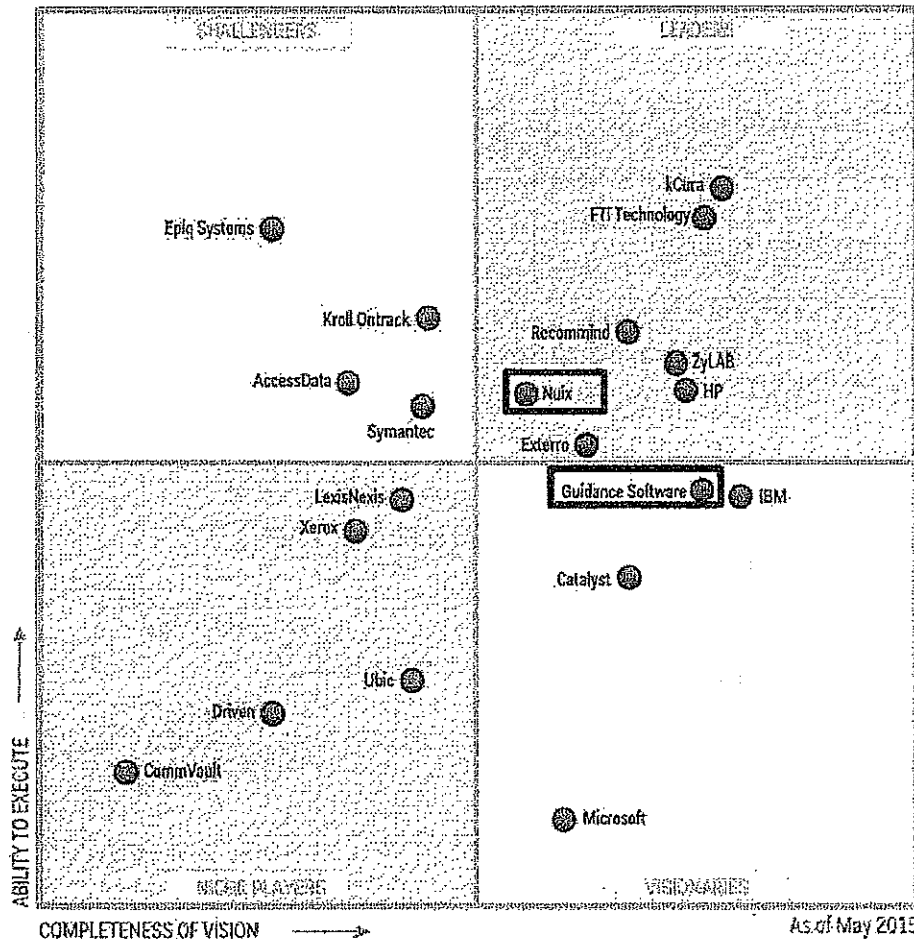 CHALLENGERS
LEADERS
kCura
FTI Technology
Epiq Systems
Kroll Ontrack
Recommind
ZyLAB
AccessData
Nuix
HP
Symantec
Exterro
LexisNexis
Guidance Software
IBM
Xerox
Catalyst
Ubic
Driven
CommVault
Microsoft
ABILITY TO EXECUTE
NICHE PLAYERS
VISIONARIES
COMPLETENESS OF VISION
As of May 2015